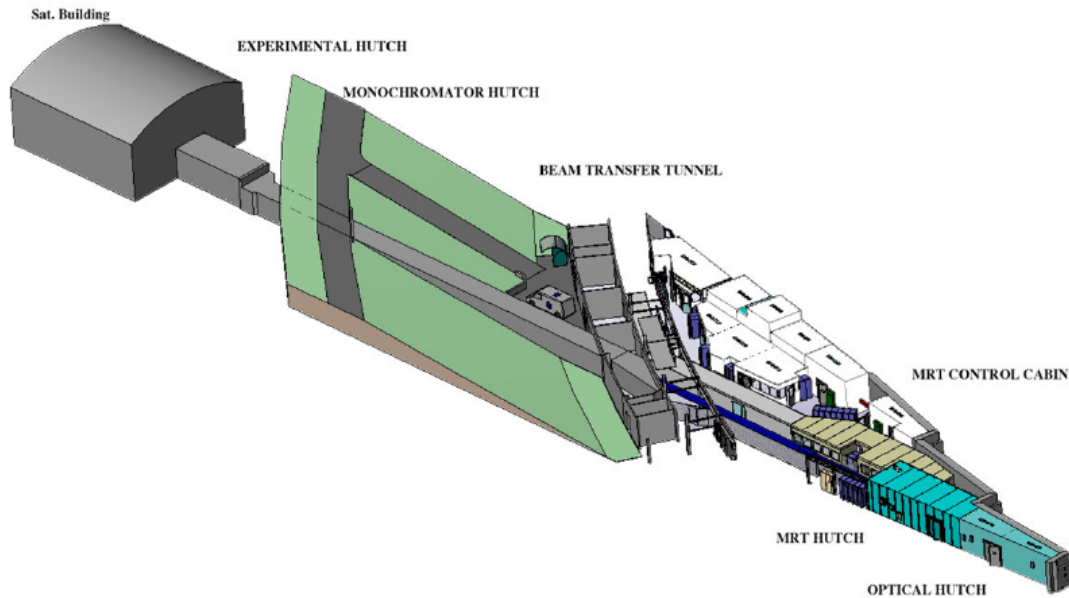 Sat. Building
EXPERIMENTAL HUTCH
MONOCHROMATOR HUTCH
BEAM TRANSFER TUNNEL
MRT CONTROL CABIN
MRT HUTCH
OPTICAL HUTCH